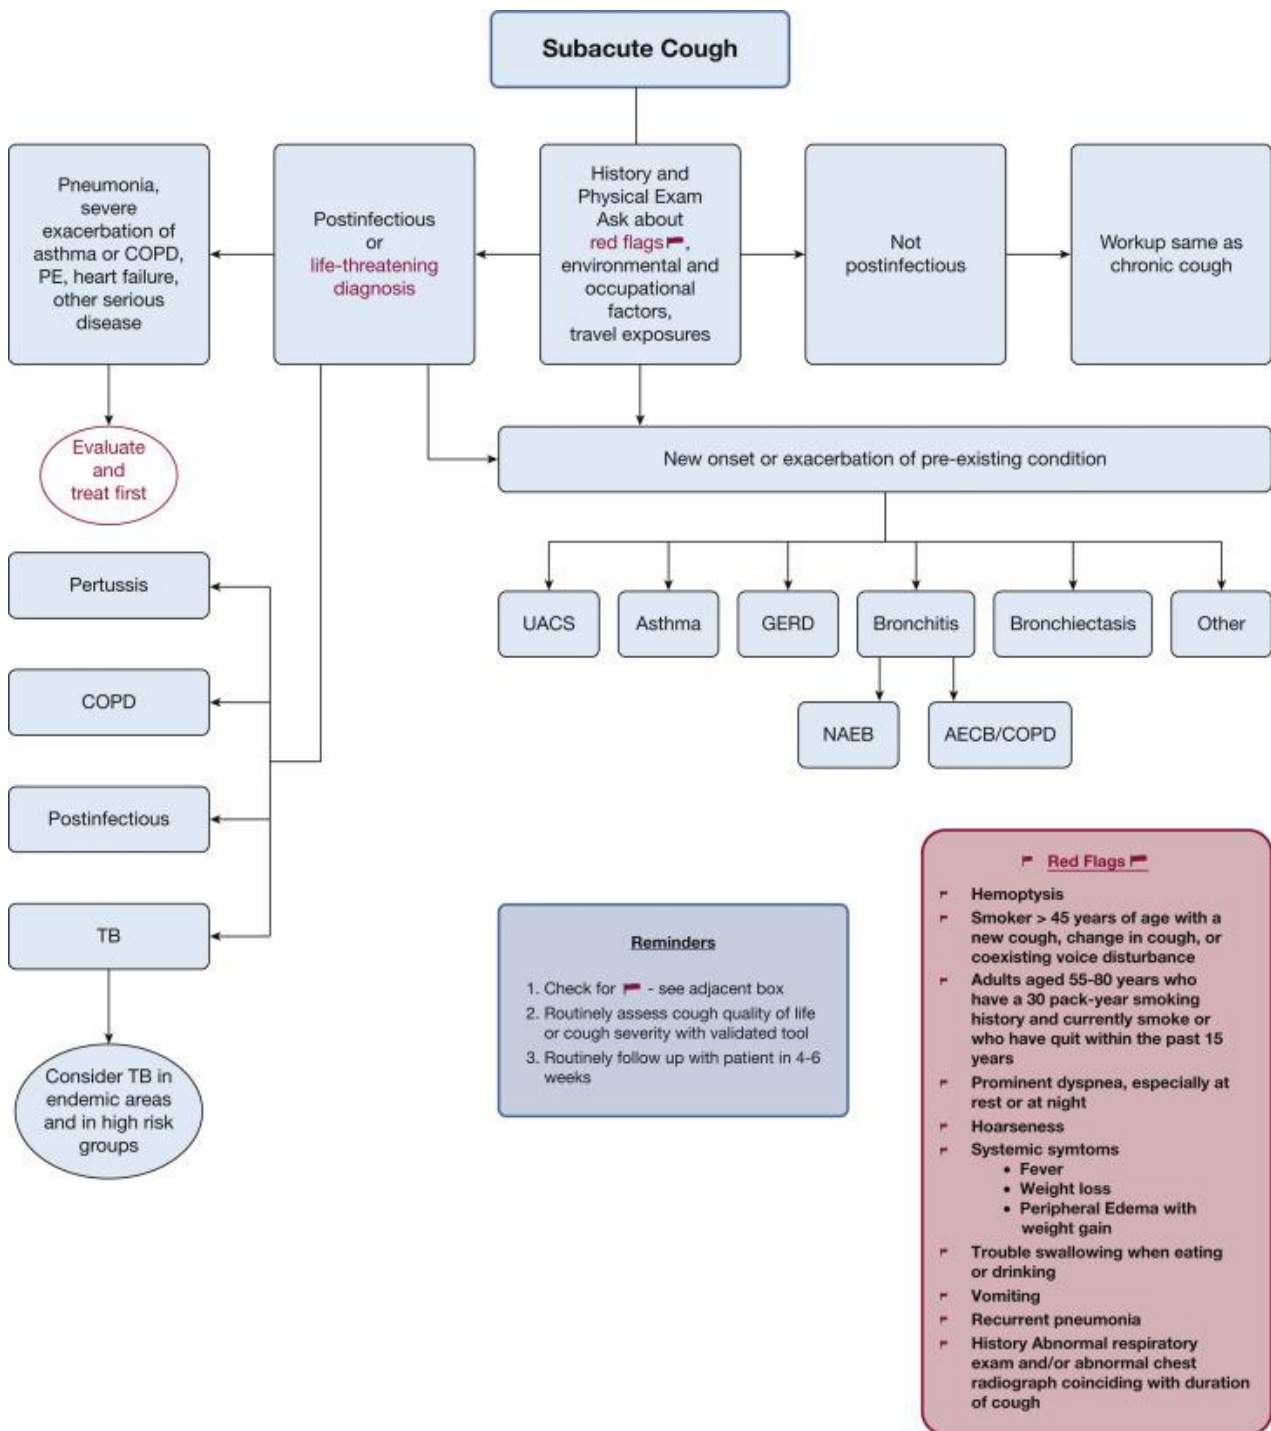 Subacute Cough
Pneumonia,
severe
exacerbation of
asthma or COPD,
PE, heart failure,
other serious
disease
Postinfectious
or
life-threatening
diagnosis
History and
Physical Exam
Ask about
red flags,
environmental and
occupational
factors,
travel exposures
Not
postinfectious
Workup same as
chronic cough
Evaluate
and
treat first
New onset or exacerbation of pre-existing condition
Pertussis
COPD
Postinfectious
TB
Consider TB in
endemic areas
and in high risk
groups
UACS
Asthma
GERD
Bronchitis
Bronchiectasis
Other
NAEB
AECB/COPD
Reminders
1. Check for - see adjacent box
2. Routinely assess cough quality of life
or cough severity with validated tool
3. Routinely follow up with patient in 4-6
weeks
Red Flags
Hemoptysis
Smoker > 45 years of age with a
new cough, change in cough, or
coexisting voice disturbance
Adults aged 55-80 years who
have a 30 pack-year smoking
history and currently smoke or
who have quit within the past 15
years
Prominent dyspnea, especially at
rest or at night
Hoarseness
Systemic symtoms
• Fever
• Weight loss
• Peripheral Edema with
weight gain
Trouble swallowing when eating
or drinking
Vomiting
Recurrent pneumonia
History Abnormal respiratory
exam and/or abnormal chest
radiograph coinciding with duration
of cough